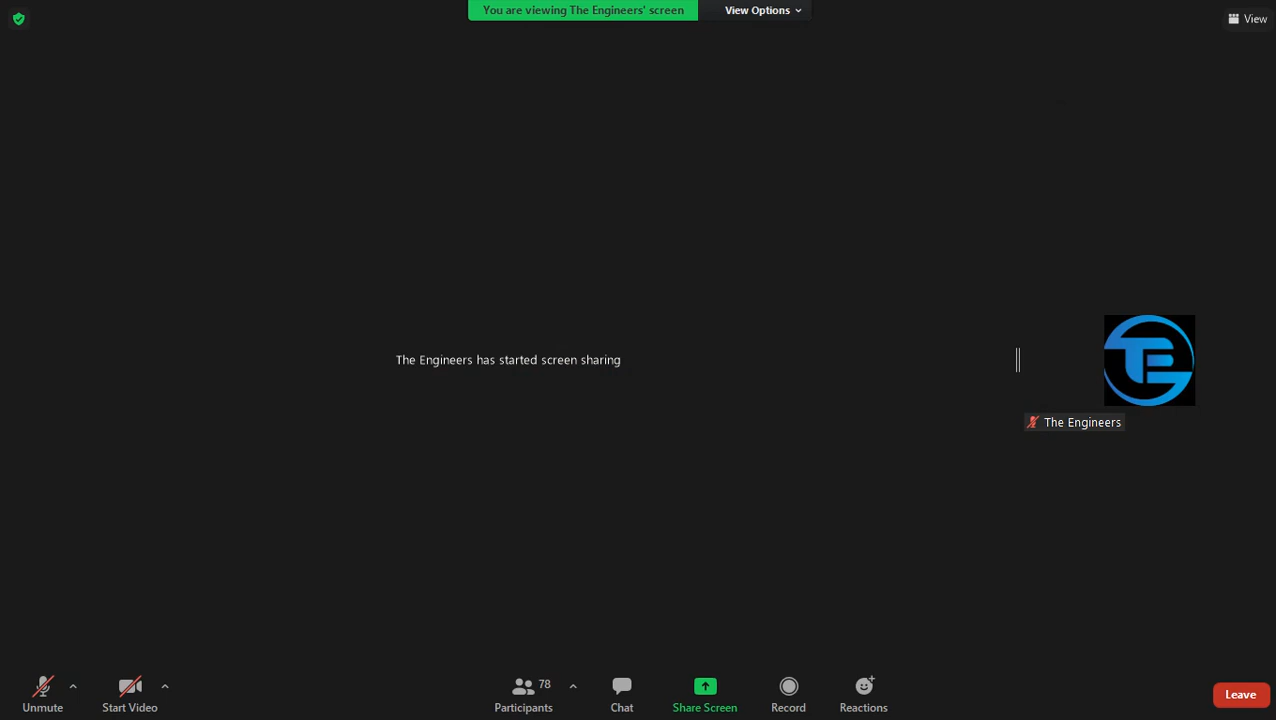 You are viewing The Engineers' screen
View Options
View
The Engineers has started screen sharing
TE
The Engineers
Unmute
Start Video
78
Participants
Chat
Share Screen
Record
Reactions
Leave